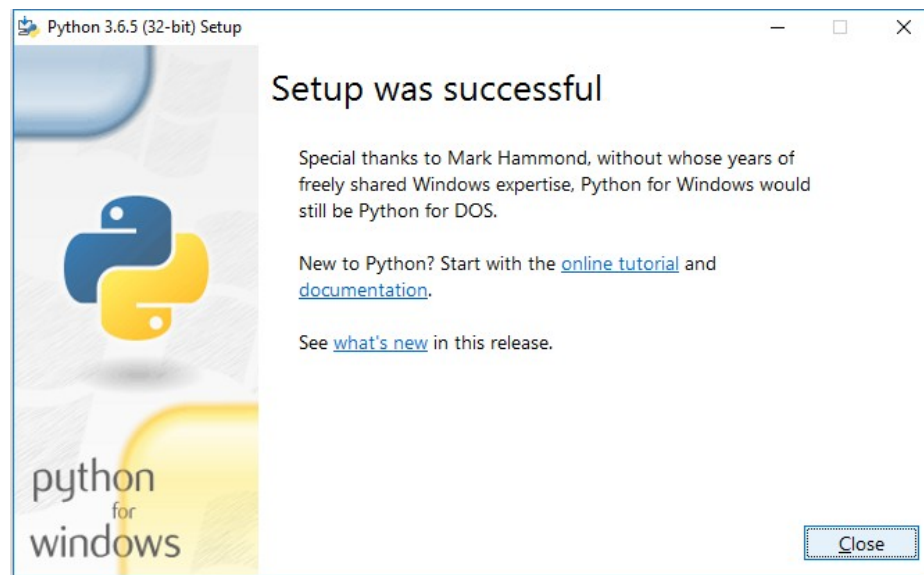 Python 3.6.5 (32-bit) Setup
Setup was successful
Special thanks to Mark Hammond, without whose years of
freely shared Windows expertise, Python for Windows would
still be Python for DOS.
New to Python? Start with the online tutorial and
documentation.
See what's new in this release.
python
for
windows
Close